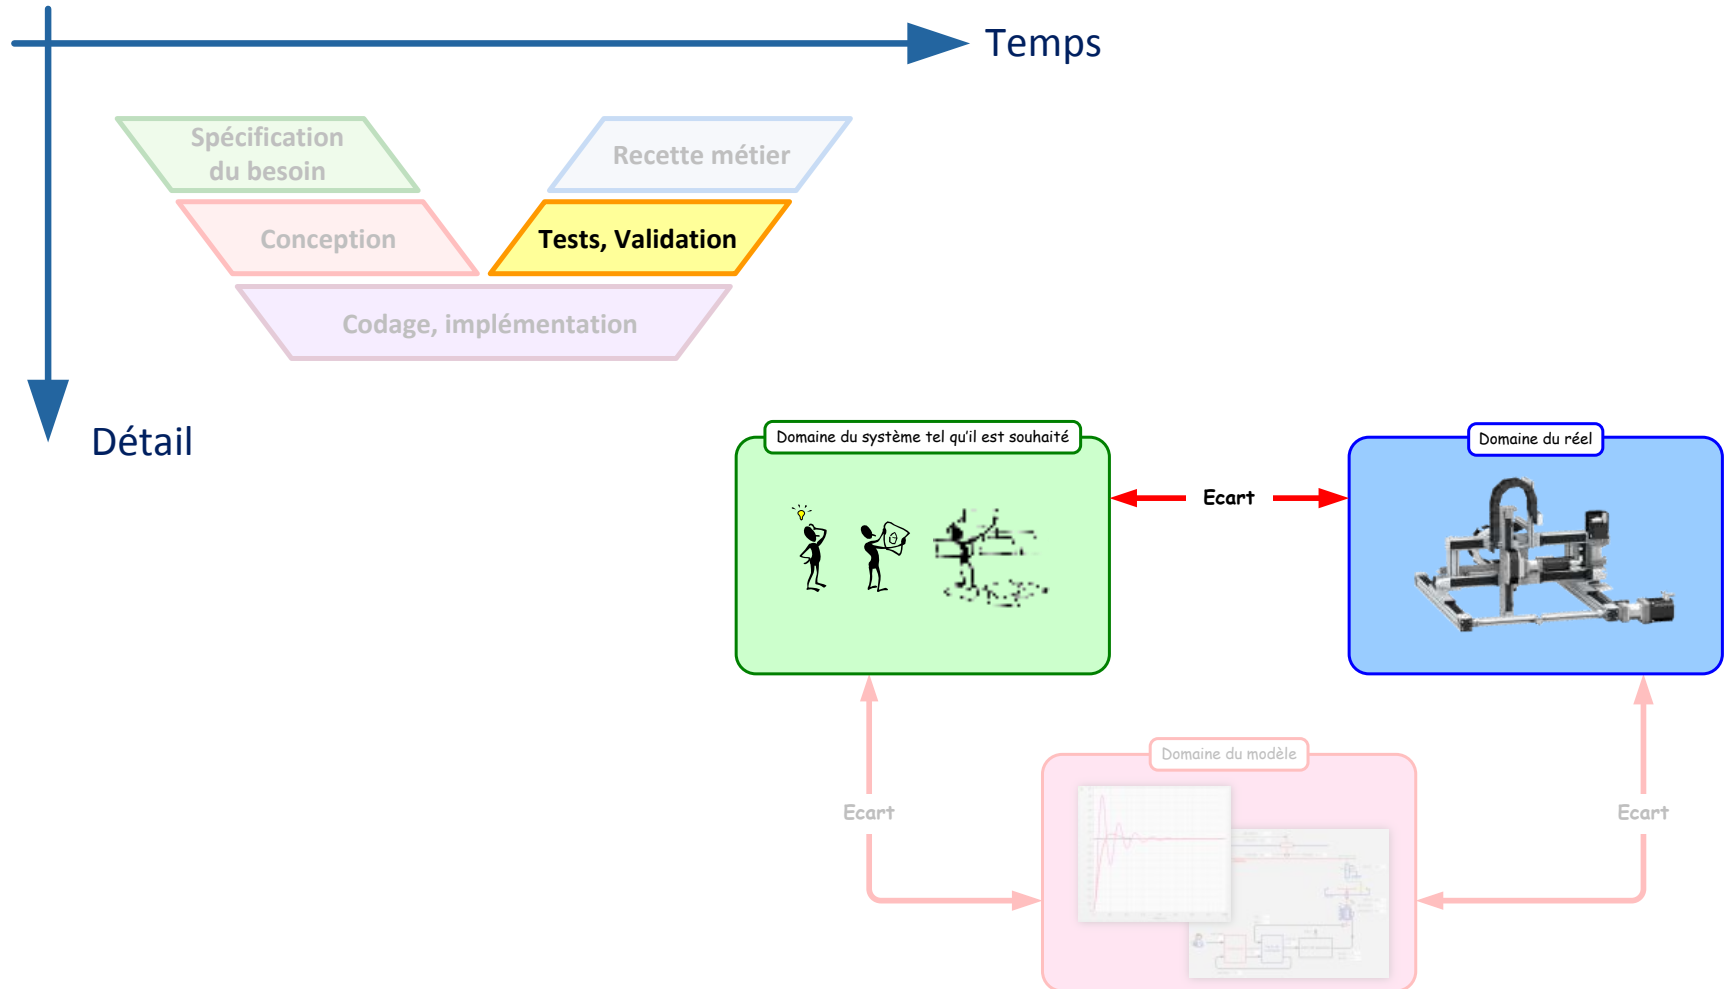 Temps
Spécification
du besoin
Recette métier
Conception
Tests, Validation
Codage, implémentation
Détail
Domaine du système tel qu'il est souhaité
Domaine du réel
Ecart
Domaine du modèle
Ecart
Ecart